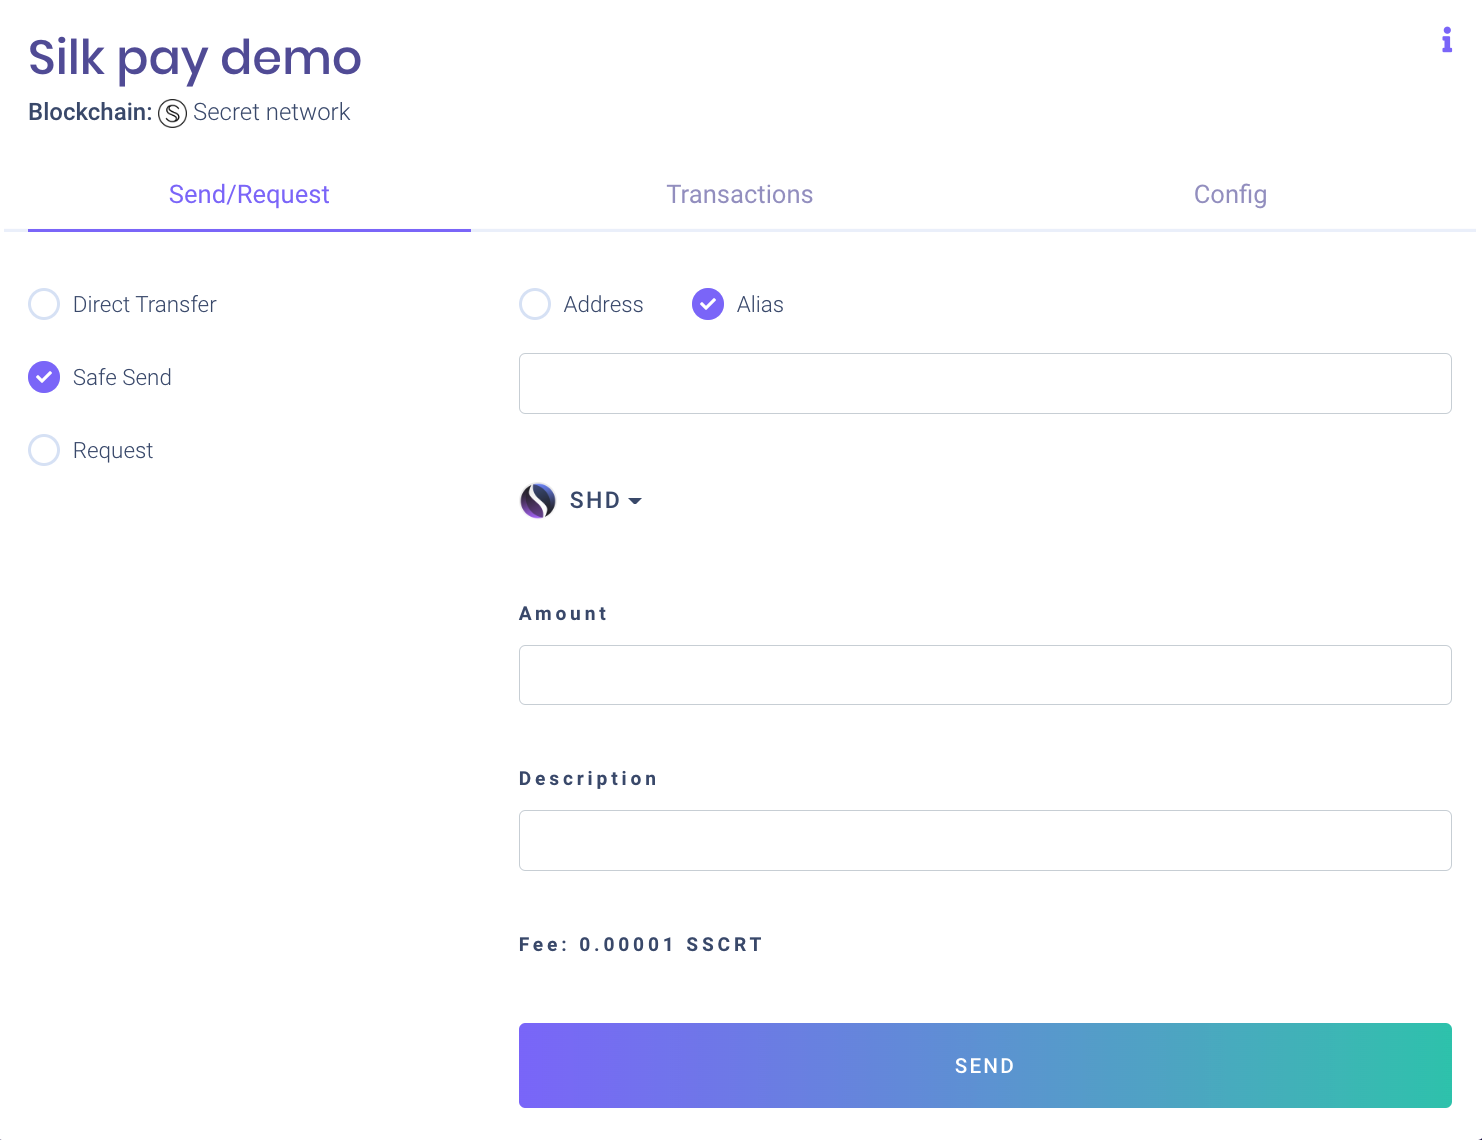 Silk pay demo
Blockchain: Secret network
Send/Request Transactions Config
Direct Transfer
Safe Send
Request
Address Alias
SHD
Amount
Description
Fee: 0.00001 SSCRT
SEND